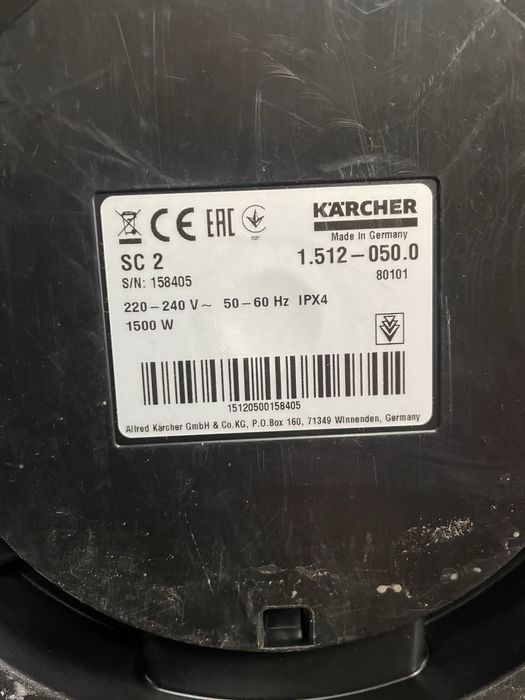 CE EAC 001 KÄRCHER
Made in Germany
SC 2 1.512-050.0
S/N: 158405 80101
220-240 V~ 50-60 Hz IPX4
1500 W
15120500158405
Alfred Kärcher GmbH & Co.KG, P.O.Box 160, 71349 Winnenden, Germany